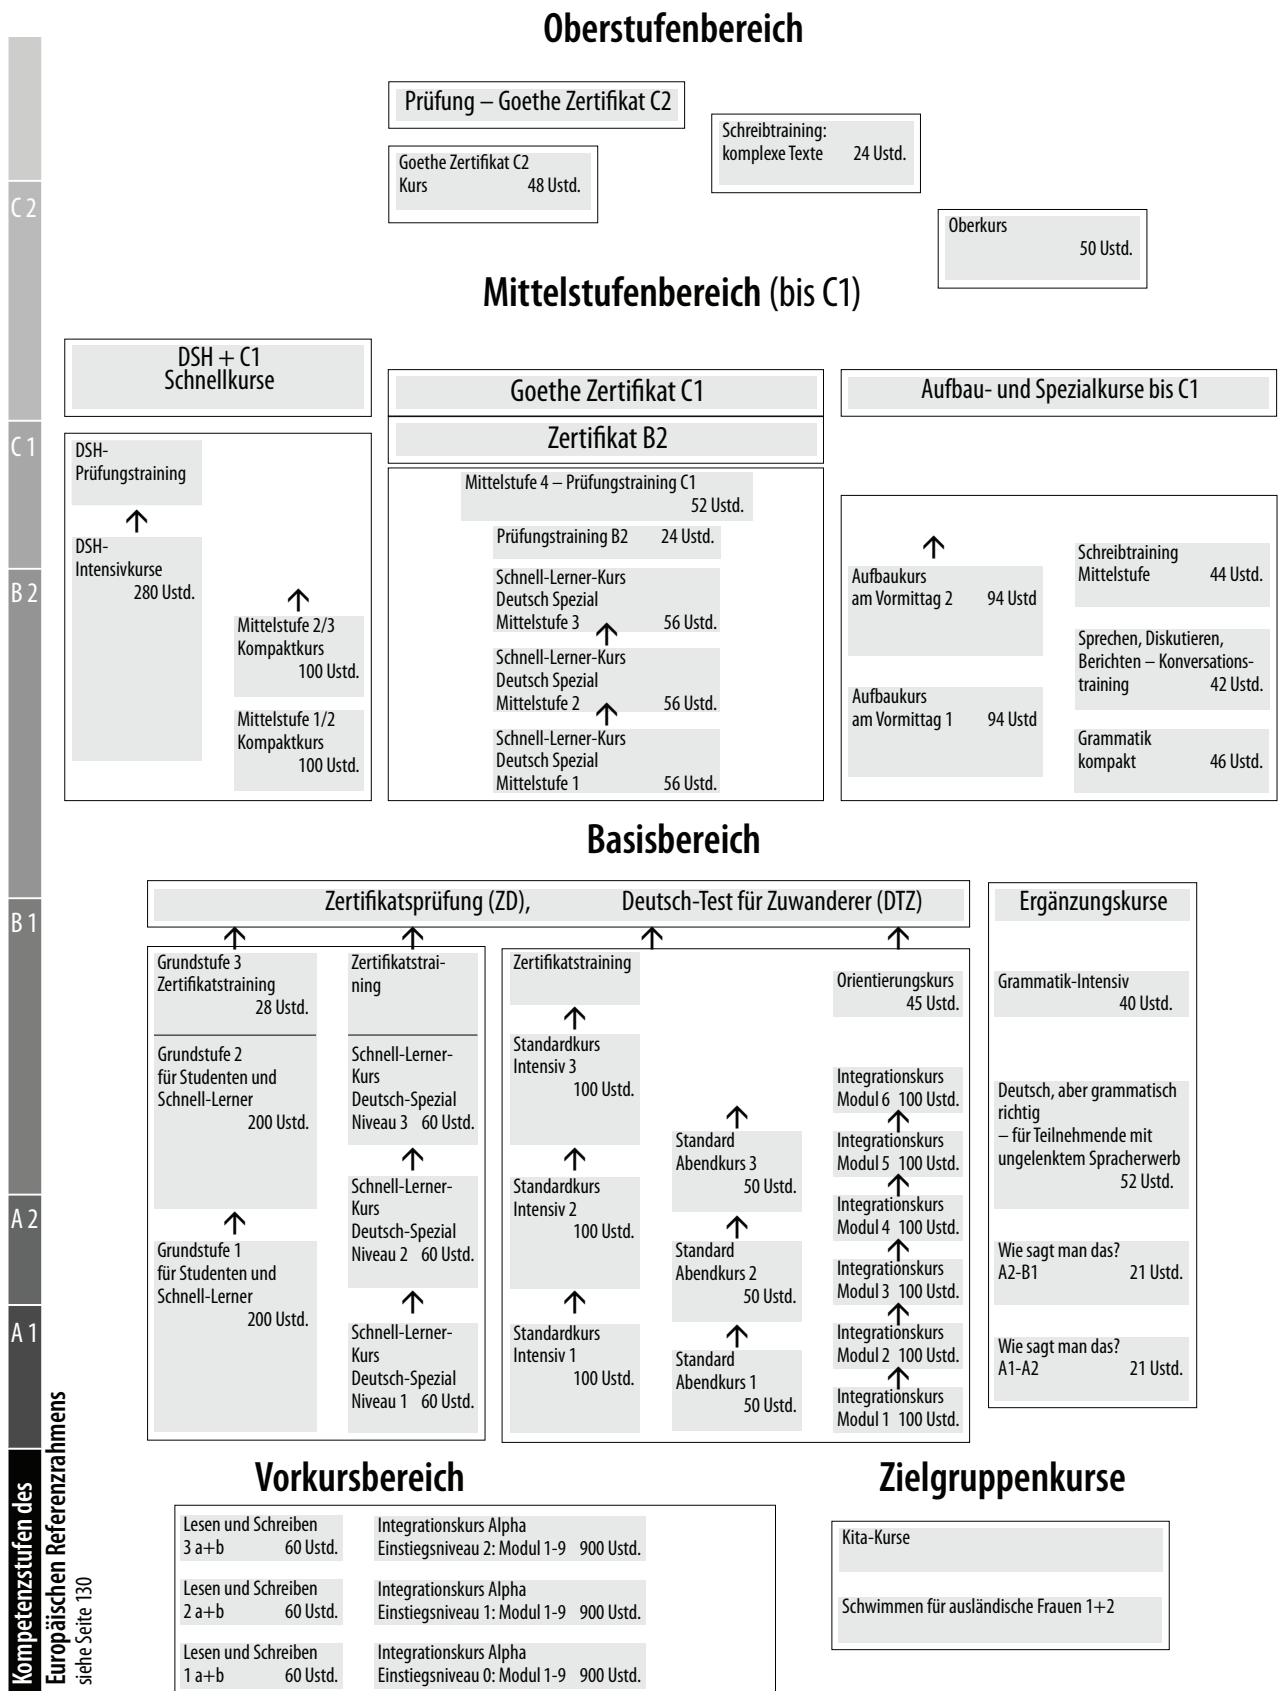 Oberstufenbereich
Prüfung – Goethe Zertifikat C2
Goethe Zertifikat C2
Kurs 48 Ustd.
Schreibtraining:
komplexe Texte 24 Ustd.
Oberkurs
50 Ustd.
Mittelstufenbereich (bis C1)
DSH + C1
Schnellkurse
DSH-
Prüfungstraining
DSH-
Intensivkurse
280 Ustd.
Mittelstufe 2/3
Kompaktkurs
100 Ustd.
Mittelstufe 1/2
Kompaktkurs
100 Ustd.
Goethe Zertifikat C1
Zertifikat B2
Mittelstufe 4 – Prüfungstraining C1
52 Ustd.
Prüfungstraining B2 24 Ustd.
Schnell-Lerner-Kurs
Deutsch Spezial
Mittelstufe 3 56 Ustd.
Schnell-Lerner-Kurs
Deutsch Spezial
Mittelstufe 2 56 Ustd.
Schnell-Lerner-Kurs
Deutsch Spezial
Mittelstufe 1 56 Ustd.
Aufbau- und Spezialkurse bis C1
Aufbaukurs
am Vormittag 2 94 Ustd
Aufbaukurs
am Vormittag 1 94 Ustd
Schreibtraining
Mittelstufe 44 Ustd.
Sprechen, Diskutieren,
Berichten – Konversations-
training 42 Ustd.
Grammatik
kompakt 46 Ustd.
Basisbereich
Zertifikatsprüfung (ZD), Deutsch-Test für Zuwanderer (DTZ)
Grundstufe 3
Zertifikatstraining
28 Ustd.
Grundstufe 2
für Studenten und
Schnell-Lerner
200 Ustd.
Grundstufe 1
für Studenten und
Schnell-Lerner
200 Ustd.
Zertifikatstrai-
ning
Schnell-Lerner-
Kurs
Deutsch-Spezial
Niveau 3 60 Ustd.
Schnell-Lerner-
Kurs
Deutsch-Spezial
Niveau 2 60 Ustd.
Schnell-Lerner-
Kurs
Deutsch-Spezial
Niveau 1 60 Ustd.
Zertifikatstraining
Standardkurs
Intensiv 3
100 Ustd.
Standardkurs
Intensiv 2
100 Ustd.
Standardkurs
Intensiv 1
100 Ustd.
Standard
Abendkurs 3
50 Ustd.
Standard
Abendkurs 2
50 Ustd.
Standard
Abendkurs 1
50 Ustd.
Orientierungskurs
45 Ustd.
Integrationskurs
Modul 6 100 Ustd.
Integrationskurs
Modul 5 100 Ustd.
Integrationskurs
Modul 4 100 Ustd.
Integrationskurs
Modul 3 100 Ustd.
Integrationskurs
Modul 2 100 Ustd.
Integrationskurs
Modul 1 100 Ustd.
Ergänzungskurse
Grammatik-Intensiv
40 Ustd.
Deutsch, aber grammatisch
richtig
– für Teilnehmende mit
ungelenktem Spracherwerb
52 Ustd.
Wie sagt man das?
A2-B1 21 Ustd.
Wie sagt man das?
A1-A2 21 Ustd.
Vorkursbereich
Lesen und Schreiben
3 a+b 60 Ustd.
Lesen und Schreiben
2 a+b 60 Ustd.
Lesen und Schreiben
1 a+b 60 Ustd.
Integrationskurs Alpha
Einstiegsniveau 2: Modul 1-9 900 Ustd.
Integrationskurs Alpha
Einstiegsniveau 1: Modul 1-9 900 Ustd.
Integrationskurs Alpha
Einstiegsniveau 0: Modul 1-9 900 Ustd.
Zielgruppenkurse
Kita-Kurse
Schwimmen für ausländische Frauen 1+2
C 2
C 1
B 2
B 1
A 2
A 1
Kompetenzstufen des
Europäischen Referenzrahmens
siehe Seite 130